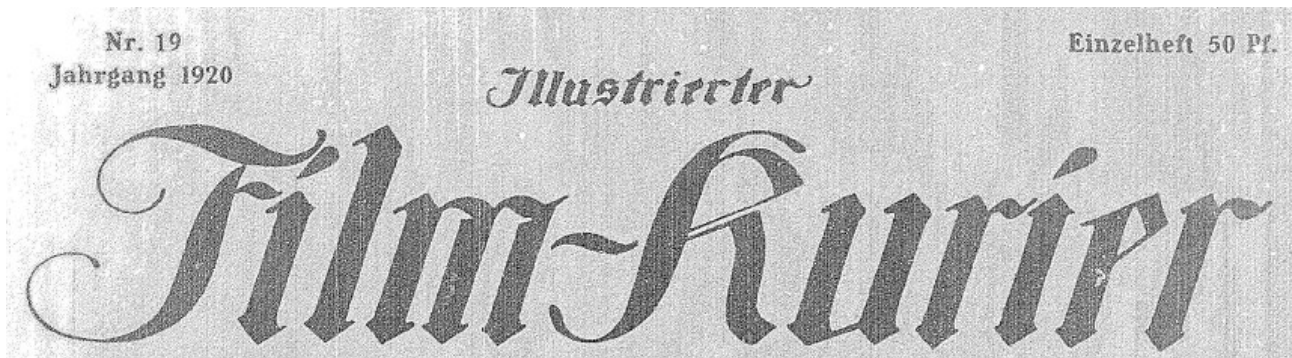 Nr. 19
Jahrgang 1920
Einzelheft 50 Pf.
Illustrierter
Film-Kurier